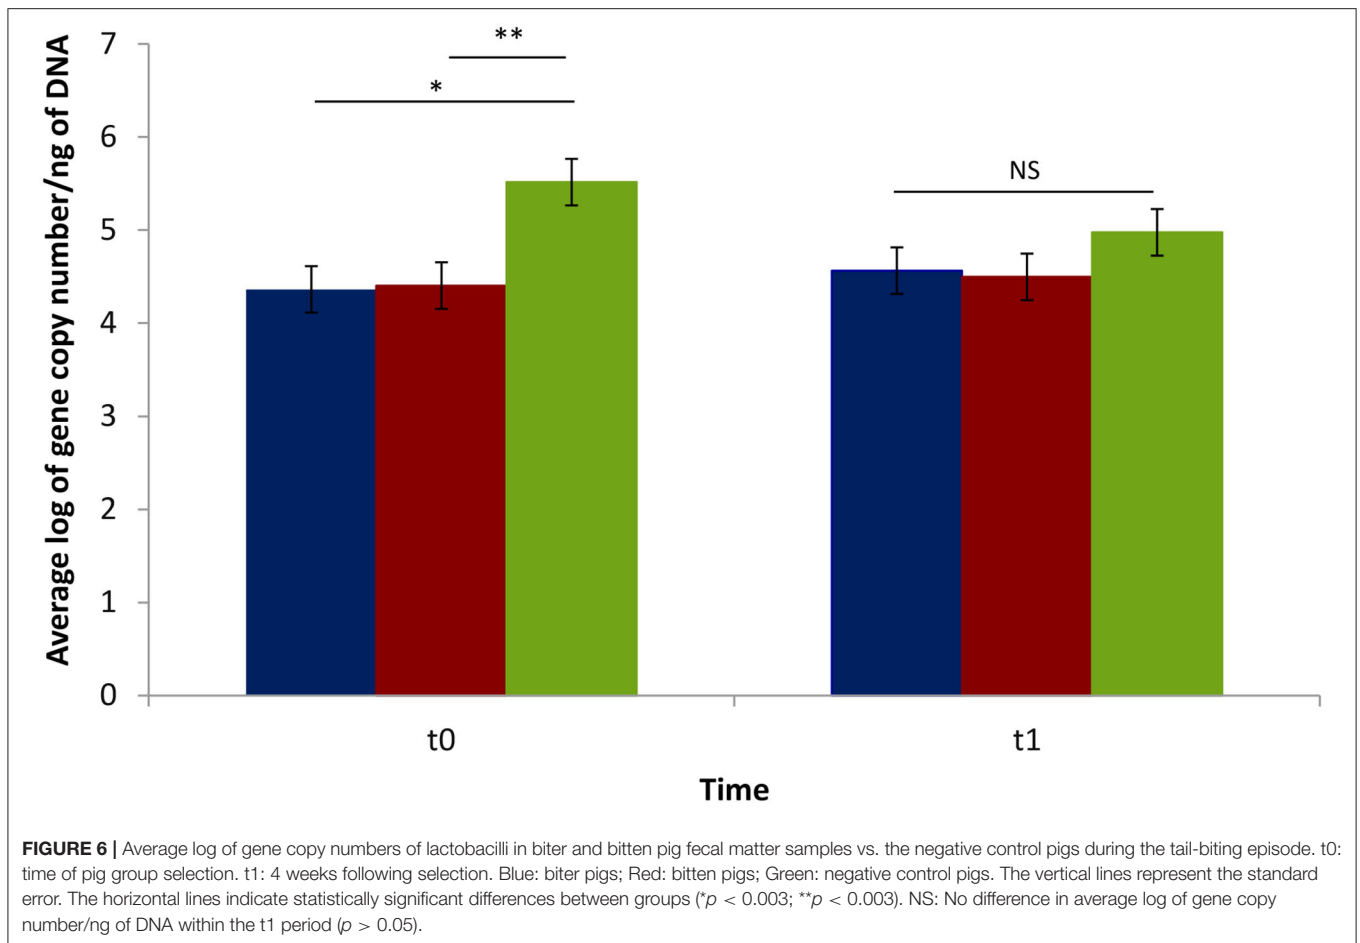 Average log of gene copy number/ng of DNA
7
6
5
4
3
2
1
0
**
*
NS
t0
t1
Time
FIGURE 6 | Average log of gene copy numbers of lactobacilli in biter and bitten pig fecal matter samples vs. the negative control pigs during the tail-biting episode. t0:
time of pig group selection. t1: 4 weeks following selection. Blue: biter pigs; Red: bitten pigs; Green: negative control pigs. The vertical lines represent the standard
error. The horizontal lines indicate statistically significant differences between groups (*p < 0.003; **p < 0.003). NS: No difference in average log of gene copy
number/ng of DNA within the t1 period (p > 0.05).